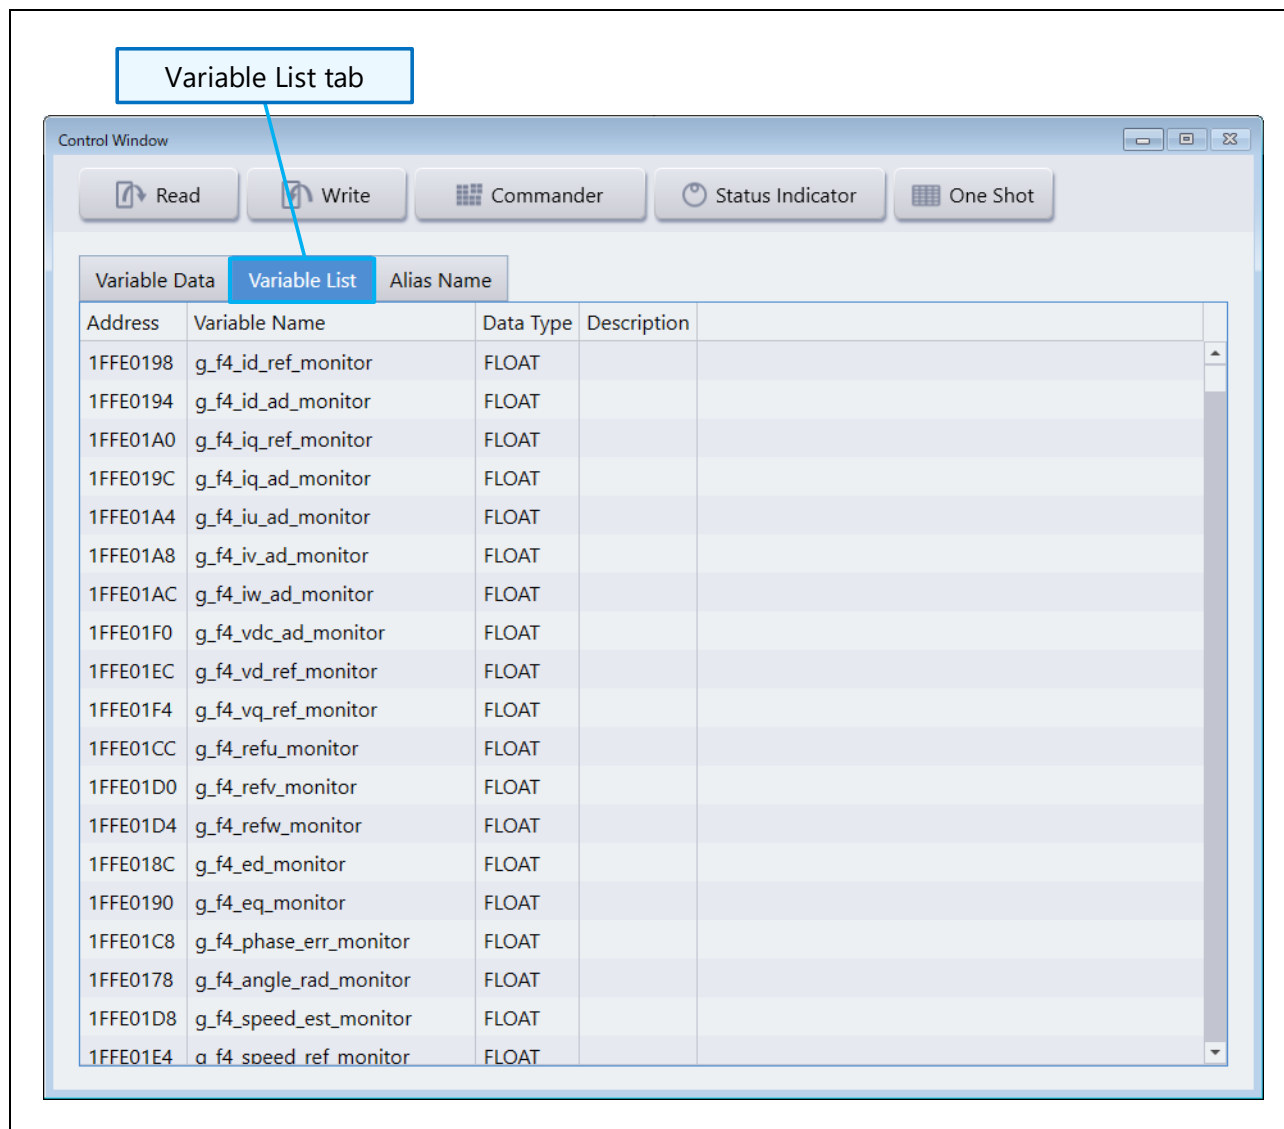 Variable List tab
Control Window
Read Write Commander Status Indicator One Shot
Variable Data Variable List Alias Name
Address Variable Name Data Type Description
1FFE0198 g_f4_id_ref_monitor FLOAT
1FFE0194 g_f4_id_ad_monitor FLOAT
1FFE01A0 g_f4_iq_ref_monitor FLOAT
1FFE019C g_f4_iq_ad_monitor FLOAT
1FFE01A4 g_f4_iu_ad_monitor FLOAT
1FFE01A8 g_f4_iv_ad_monitor FLOAT
1FFE01AC g_f4_iw_ad_monitor FLOAT
1FFE01F0 g_f4_vdc_ad_monitor FLOAT
1FFE01EC g_f4_vd_ref_monitor FLOAT
1FFE01F4 g_f4_vq_ref_monitor FLOAT
1FFE01CC g_f4_refu_monitor FLOAT
1FFE01D0 g_f4_refv_monitor FLOAT
1FFE01D4 g_f4_refw_monitor FLOAT
1FFE018C g_f4_ed_monitor FLOAT
1FFE0190 g_f4_eq_monitor FLOAT
1FFE01C8 g_f4_phase_err_monitor FLOAT
1FFE0178 g_f4_angle_rad_monitor FLOAT
1FFE01D8 g_f4_speed_est_monitor FLOAT
1FFE01E4 g_f4_speed_ref_monitor FLOAT